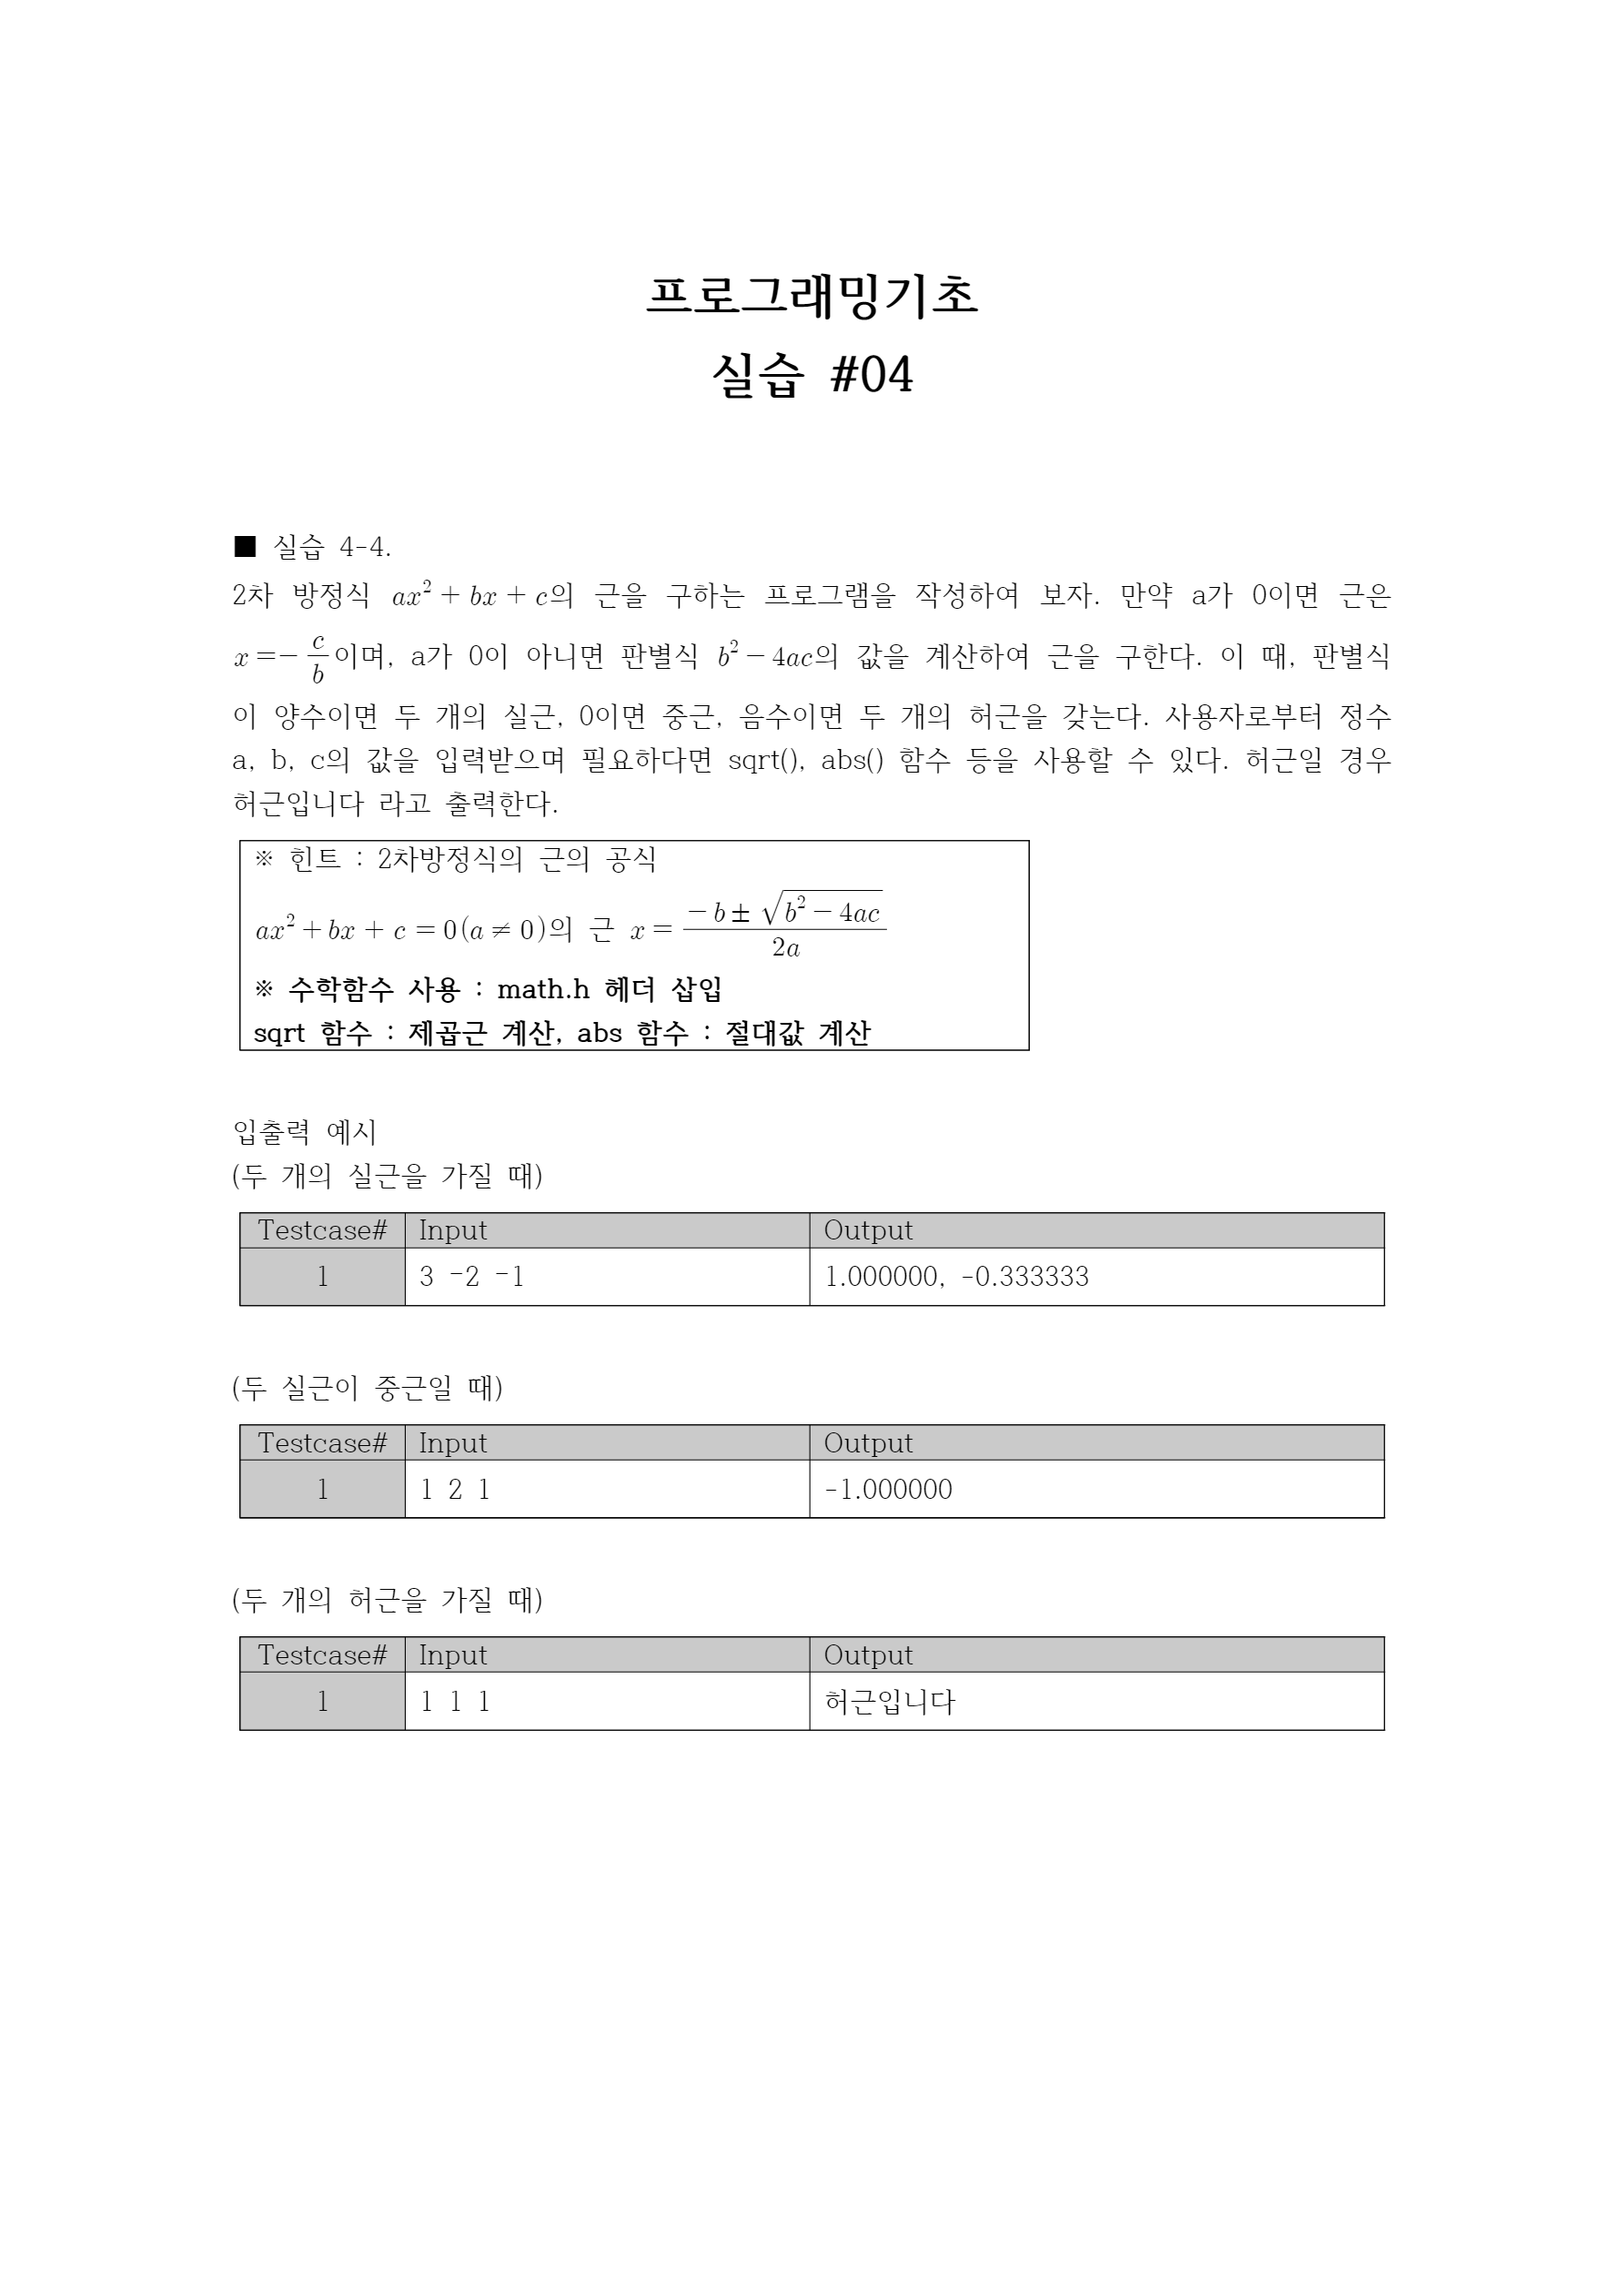 프로그래밍기초
실습 #04
■ 실습 4-4.
2차 방정식 ax² + bx + c의 근을 구하는 프로그램을 작성하여 보자. 만약 a가 0이면 근은
x = - c/b 이며, a가 0이 아니면 판별식 b² - 4ac의 값을 계산하여 근을 구한다. 이 때, 판별식
이 양수이면 두 개의 실근, 0이면 중근, 음수이면 두 개의 허근을 갖는다. 사용자로부터 정수
a, b, c의 값을 입력받으며 필요하다면 sqrt(), abs() 함수 등을 사용할 수 있다. 허근일 경우
허근입니다 라고 출력한다.
※ 힌트 : 2차방정식의 근의 공식
ax² + bx + c = 0(a ≠ 0)의 근 x = (-b ± √(b² - 4ac)) / 2a
※ 수학함수 사용 : math.h 헤더 삽입
sqrt 함수 : 제곱근 계산, abs 함수 : 절대값 계산
입출력 예시
(두 개의 실근을 가질 때)
Testcase# Input Output
1 3 -2 -1 1.000000, -0.333333
(두 실근이 중근일 때)
Testcase# Input Output
1 1 2 1 -1.000000
(두 개의 허근을 가질 때)
Testcase# Input Output
1 1 1 1 허근입니다